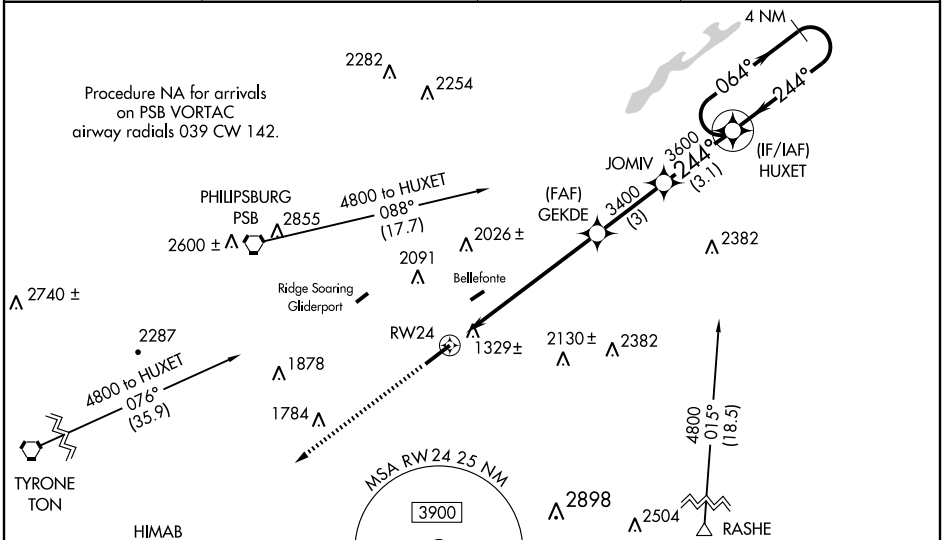 4 NM
064°
244°
(IF/IAF)
HUXET
3600
244°
(3.1)
JOMIV
3400
(3)
(FAF)
GEKDE
2282
2254
Procedure NA for arrivals
on PSB VORTAC
airway radials 039 CW 142.
PHILIPSBURG
PSB
2855
2600 ±
4800 to HUXET
088°
(17.7)
2026 ±
2091
2382
2740 ±
Ridge Soaring
Gliderport
Bellefonte
RW24
1329±
2130 ±
2382
2287
4800 to HUXET
076°
(35.9)
1878
1784
TYRONE
TON
4800
015°
(18.5)
MSA RW 24 25 NM
3900
2898
2504
RASHE
HIMAB